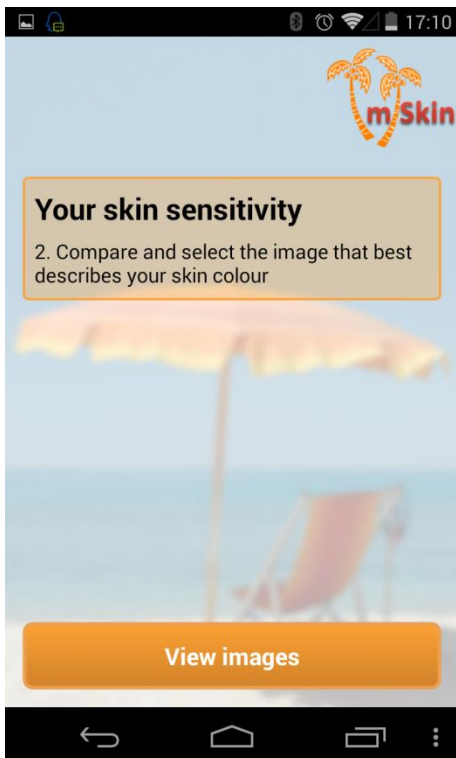 17:10
mSkin
Your skin sensitivity
2. Compare and select the image that best
describes your skin colour
View images